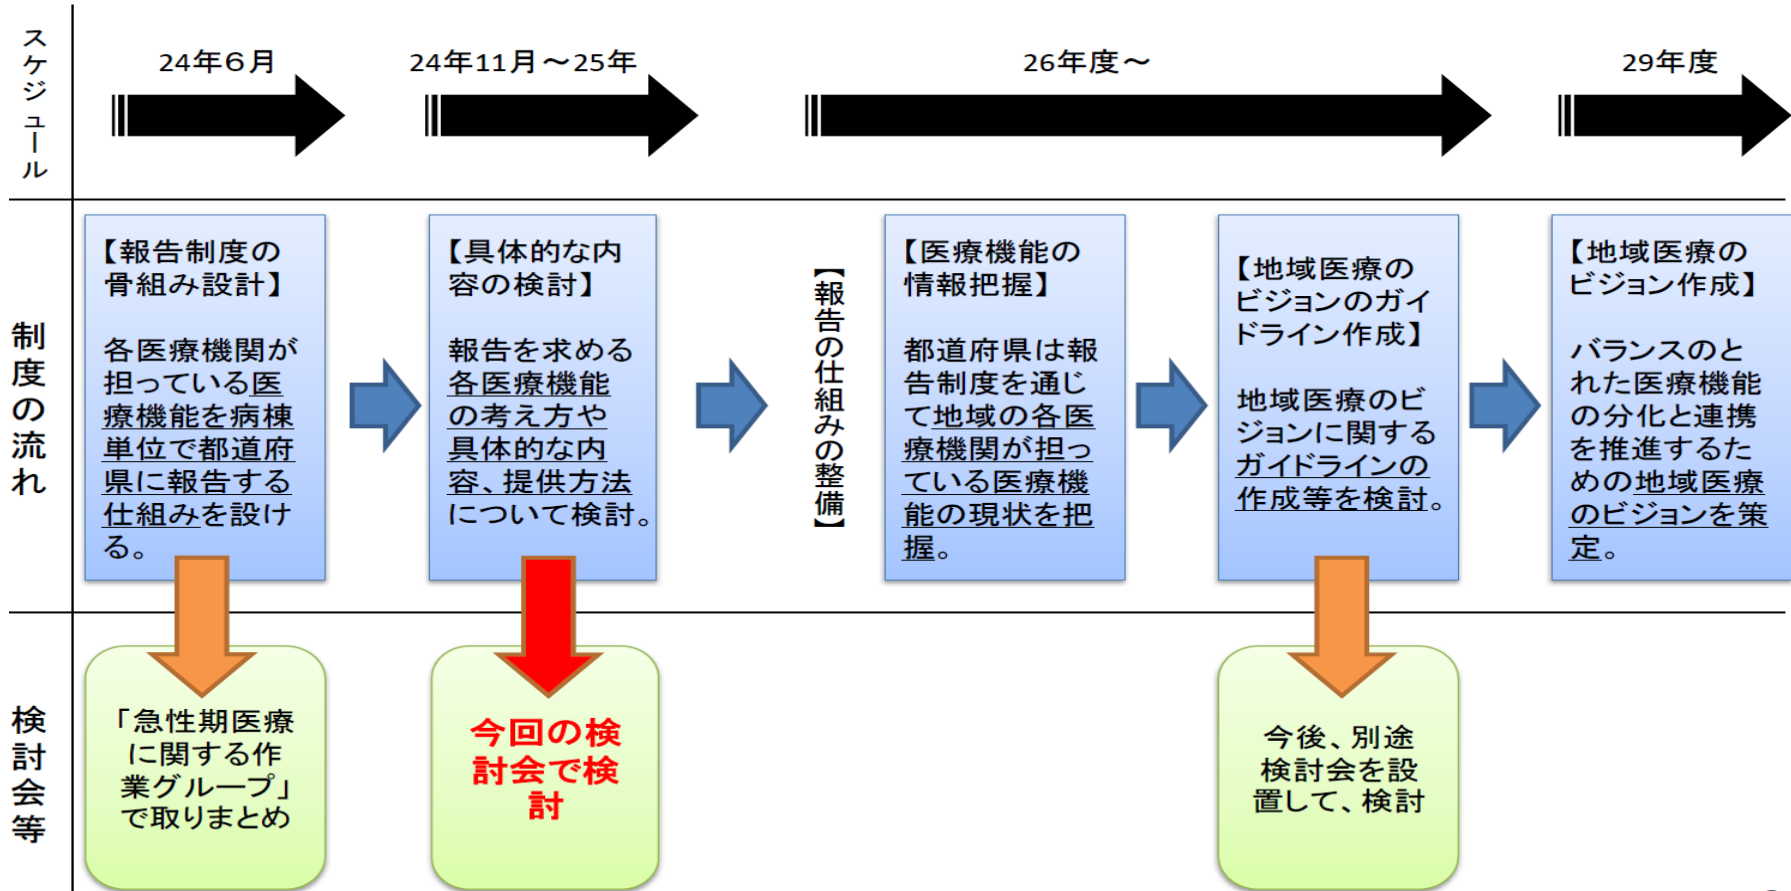 スケジュール
24年６月
24年11月～25年
26年度～
29年度
制度の流れ
【報告制度の
骨組み設計】
各医療機関が
担っている医
療機能を病棟
単位で都道府
県に報告する
仕組みを設け
る。
【具体的な内
容の検討】
報告を求める
各医療機能
の考え方や
具体的な内
容、提供方法
について検討。
【報告の仕組みの整備】
【医療機能の
情報把握】
都道府県は報
告制度を通じ
て地域の各医
療機関が担っ
ている医療機
能の現状を把
握。
【地域医療の
ビジョンのガイ
ドライン作成】
地域医療のビ
ジョンに関する
ガイドラインの
作成等を検討。
【地域医療の
ビジョン作成】
バランスのと
れた医療機能
の分化と連携
を推進するた
めの地域医療
のビジョンを策
定。
検討会等
「急性期医療
に関する作
業グループ」
で取りまとめ
今回の検
討会で検
討
今後、別途
検討会を設
置して、検討